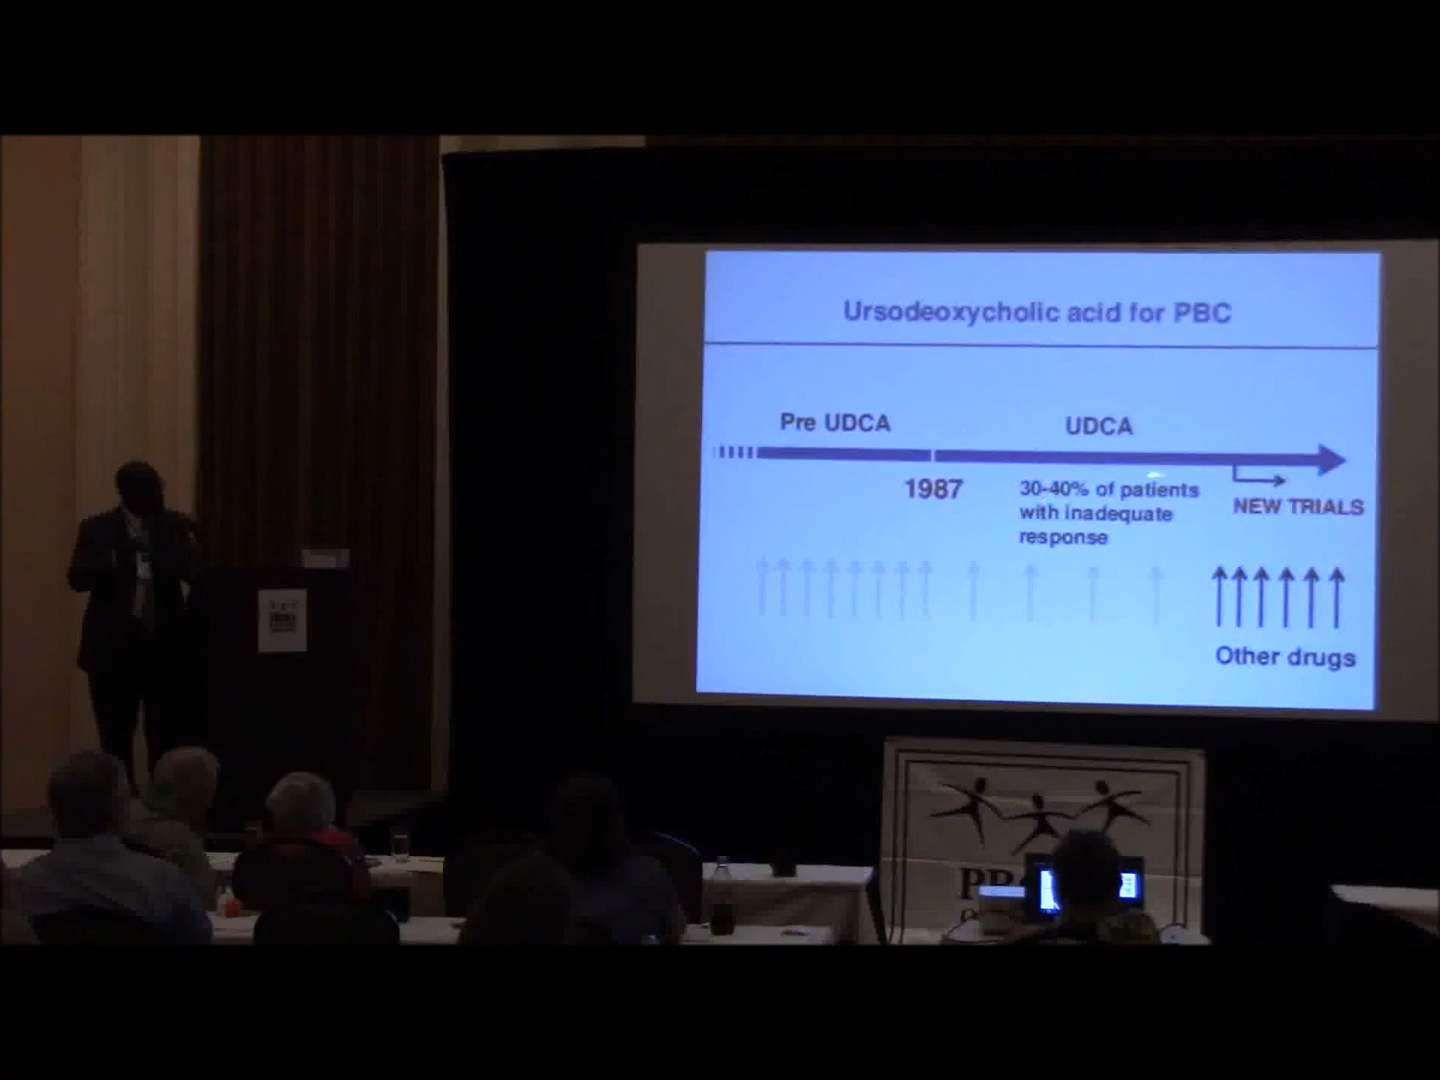 Ursodeoxycholic acid for PBC
Pre UDCA
UDCA
1987
30-40% of patients
with inadequate
response
NEW TRIALS
Other drugs